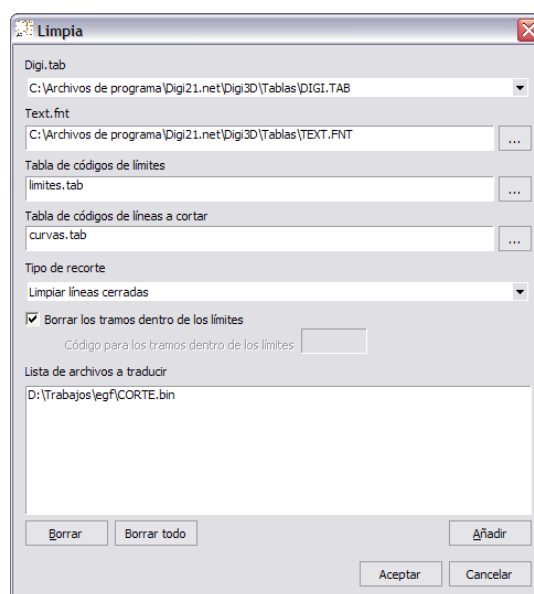 Limpia
Digi.tab
C:\Archivos de programa\Digi21.net\Digi3D\Tablas\DIGI.TAB
Text.fnt
C:\Archivos de programa\Digi21.net\Digi3D\Tablas\TEXT.FNT
...
Tabla de códigos de límites
limites.tab
...
Tabla de códigos de líneas a cortar
curvas.tab
...
Tipo de recorte
Limpiar líneas cerradas
Borrar los tramos dentro de los límites
Código para los tramos dentro de los límites
Lista de archivos a traducir
D:\Trabajos\egf\CORTE.bin
Borrar Borrar todo Añadir
Aceptar Cancelar